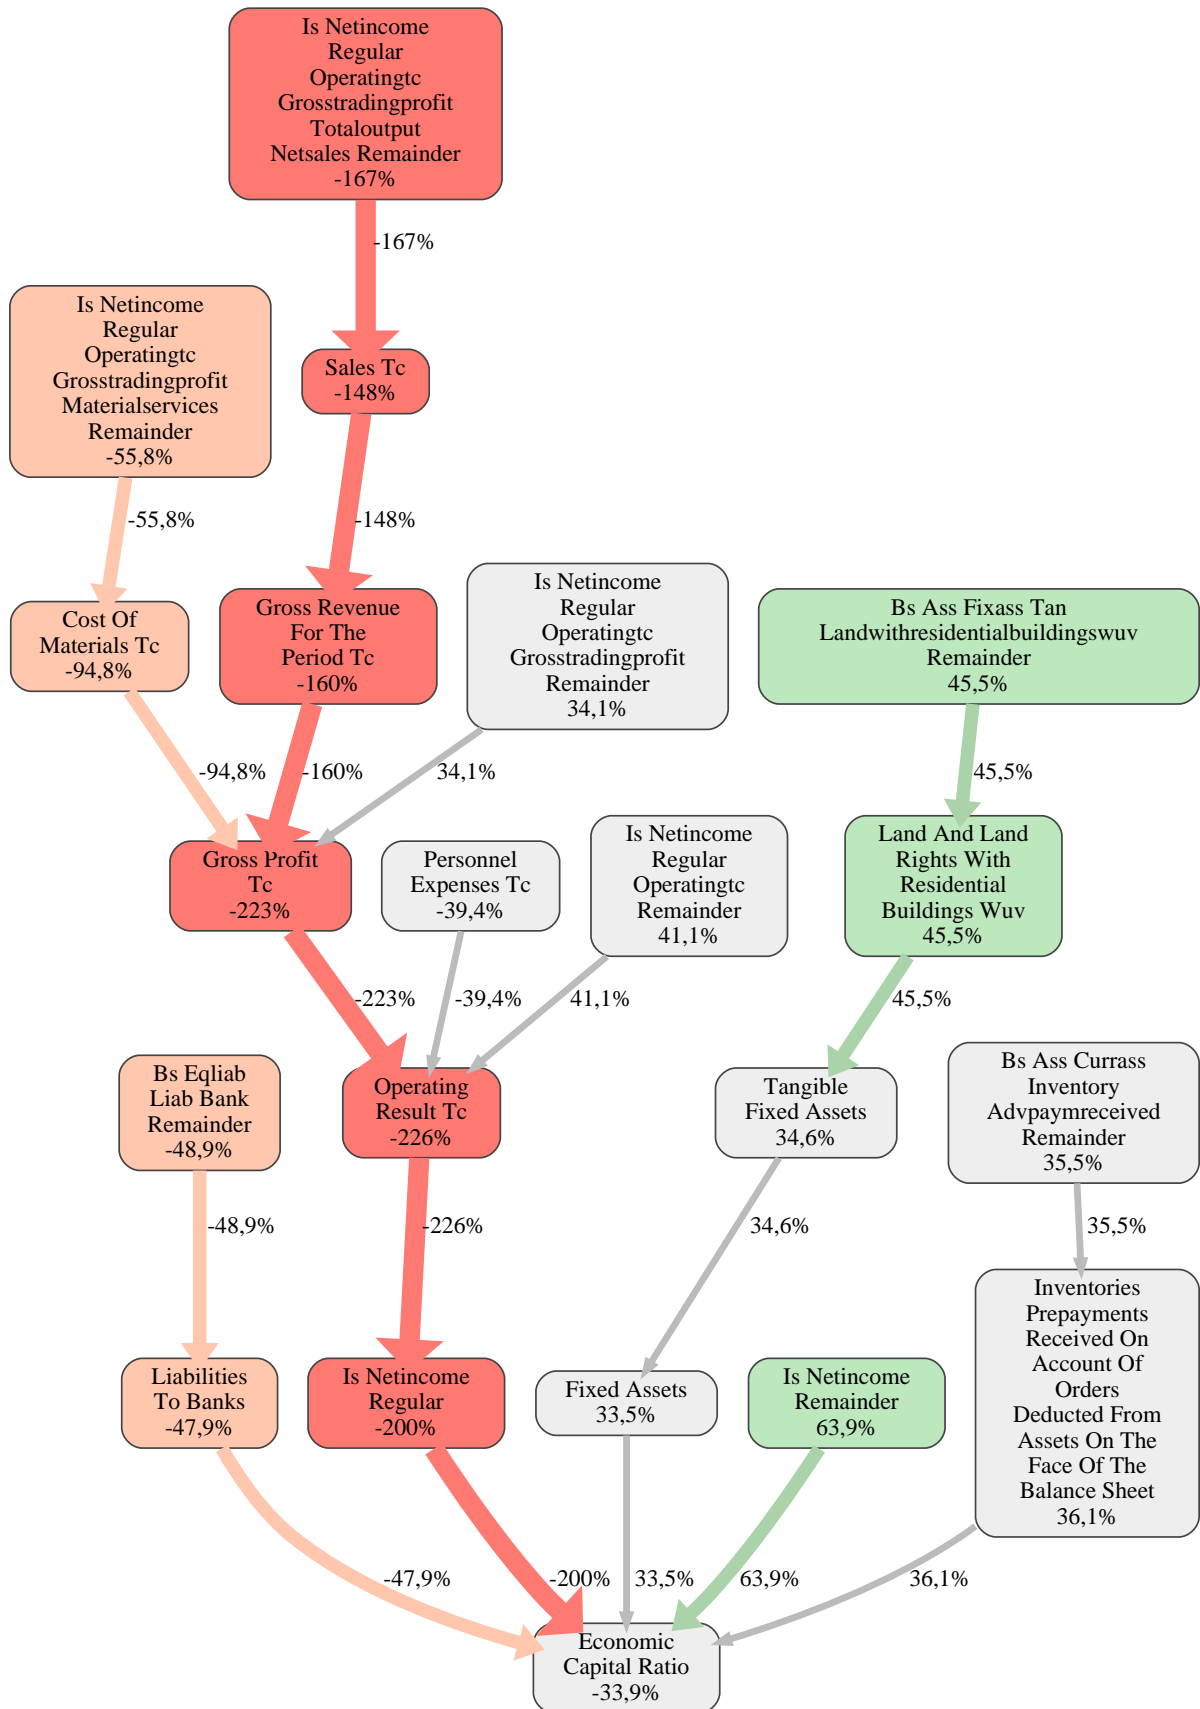 Is Netincome
Regular
Operatingtc
Grosstradingprofit
Totaloutput
Netsales Remainder
-167%
-167%
Is Netincome
Regular
Operatingtc
Grosstradingprofit
Materialservices
Remainder
-55,8%
Sales Tc
-148%
-55,8%
-148%
Cost Of
Materials Tc
-94,8%
Gross Revenue
For The
Period Tc
-160%
Is Netincome
Regular
Operatingtc
Grosstradingprofit
Remainder
34,1%
Bs Ass Fixass Tan
Landwithresidentialbuildingswuv
Remainder
45,5%
-94,8%
-160%
34,1%
45,5%
Gross Profit
Tc
-223%
Personnel
Expenses Tc
-39,4%
Is Netincome
Regular
Operatingtc
Remainder
41,1%
Land And Land
Rights With
Residential
Buildings Wuv
45,5%
-223%
-39,4%
41,1%
45,5%
Bs Eqliab
Liab Bank
Remainder
-48,9%
Operating
Result Tc
-226%
Tangible
Fixed Assets
34,6%
Bs Ass Currass
Inventory
Advpaymreceived
Remainder
35,5%
-48,9%
-226%
34,6%
35,5%
Liabilities
To Banks
-47,9%
Is Netincome
Regular
-200%
Fixed Assets
33,5%
Is Netincome
Remainder
63,9%
Inventories
Prepayments
Received On
Account Of
Orders
Deducted From
Assets On The
Face Of The
Balance Sheet
36,1%
-47,9%
-200%
33,5%
63,9%
36,1%
Economic
Capital Ratio
-33,9%